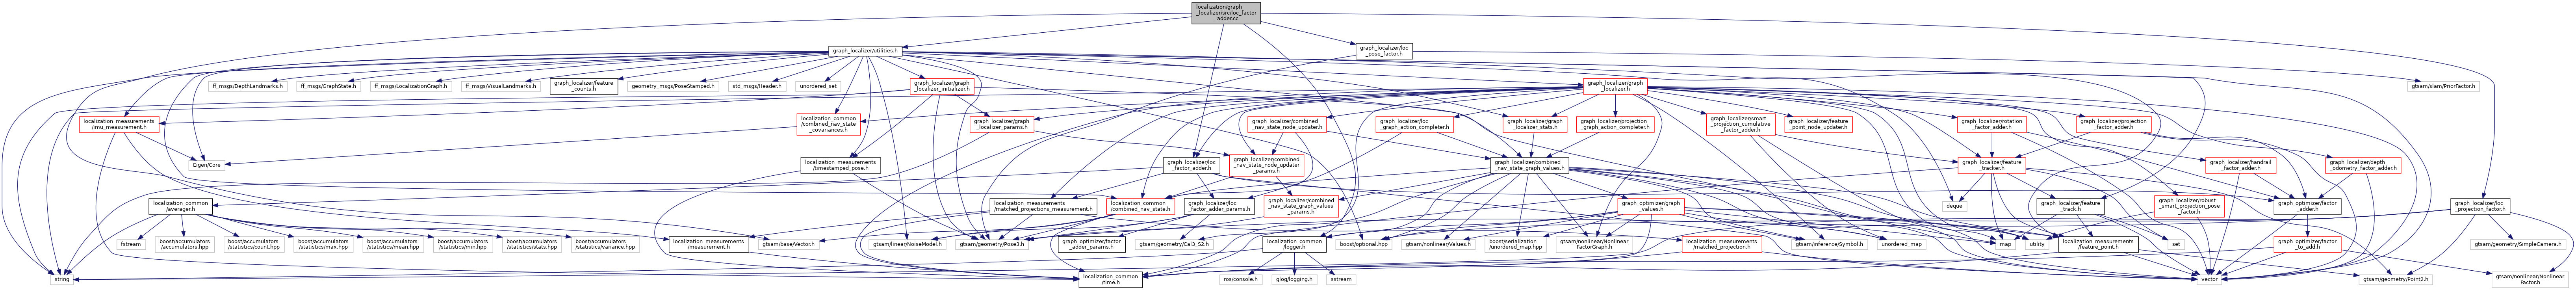 localization/graph
_localizer/src/loc_factor
_adder.cc
graph_localizer/utilities.h
graph_localizer/loc
_pose_factor.h
ff_msgs/DepthLandmarks.h
ff_msgs/GraphState.h
ff_msgs/LocalizationGraph.h
ff_msgs/VisualLandmarks.h
graph_localizer/feature
_counts.h
geometry_msgs/PoseStamped.h
std_msgs/Header.h
unordered_set
graph_localizer/graph
_localizer_initializer.h
graph_localizer/graph
_localizer.h
gtsam/slam/PriorFactor.h
localization_measurements
/imu_measurement.h
localization_common
/combined_nav_state
_covariances.h
graph_localizer/graph
_localizer_params.h
graph_localizer/combined
_nav_state_node_updater.h
graph_localizer/loc
_graph_action_completer.h
graph_localizer/graph
_localizer_stats.h
graph_localizer/projection
_graph_action_completer.h
graph_localizer/smart
_projection_cumulative
_factor_adder.h
graph_localizer/feature
_point_node_updater.h
graph_localizer/rotation
_factor_adder.h
graph_localizer/projection
_factor_adder.h
Eigen/Core
localization_measurements
/timestamped_pose.h
graph_localizer/loc
_factor_adder.h
graph_localizer/combined
_nav_state_node_updater
_params.h
graph_localizer/combined
_nav_state_graph_values.h
graph_localizer/feature
_tracker.h
graph_localizer/handrail
_factor_adder.h
graph_localizer/depth
_odometry_factor_adder.h
localization_common
/averager.h
localization_measurements
/matched_projections_measurement.h
localization_common
/combined_nav_state.h
graph_localizer/loc
_factor_adder_params.h
graph_localizer/combined
_nav_state_graph_values
_params.h
graph_optimizer/graph
_values.h
deque
graph_localizer/feature
_track.h
graph_localizer/robust
_smart_projection_pose
_factor.h
graph_optimizer/factor
_adder.h
graph_localizer/loc
_projection_factor.h
fstream
boost/accumulators
/accumulators.hpp
boost/accumulators
/statistics/count.hpp
boost/accumulators
/statistics/max.hpp
boost/accumulators
/statistics/mean.hpp
boost/accumulators
/statistics/min.hpp
boost/accumulators
/statistics/stats.hpp
boost/accumulators
/statistics/variance.hpp
localization_measurements
/measurement.h
gtsam/base/Vector.h
gtsam/linear/NoiseModel.h
gtsam/geometry/Pose3.h
graph_optimizer/factor
_adder_params.h
gtsam/geometry/Cal3_S2.h
localization_common
/logger.h
boost/optional.hpp
gtsam/nonlinear/Values.h
boost/serialization
/unordered_map.hpp
gtsam/nonlinear/Nonlinear
FactorGraph.h
localization_measurements
/matched_projection.h
gtsam/inference/Symbol.h
unordered_map
map
utility
localization_measurements
/feature_point.h
set
graph_optimizer/factor
_to_add.h
gtsam/geometry/SimpleCamera.h
string
localization_common
/time.h
ros/console.h
glog/logging.h
sstream
vector
gtsam/geometry/Point2.h
gtsam/nonlinear/Nonlinear
Factor.h